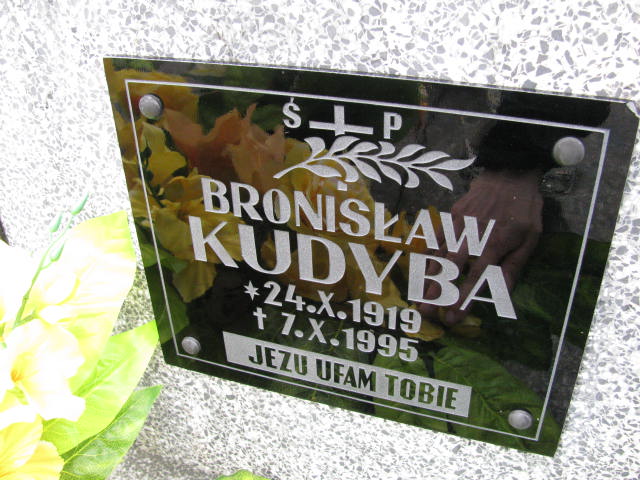 Ś P
BRONISŁAW
KUDYBA
*24.X.1919
†7.X.1995
JEZU UFAM TOBIE